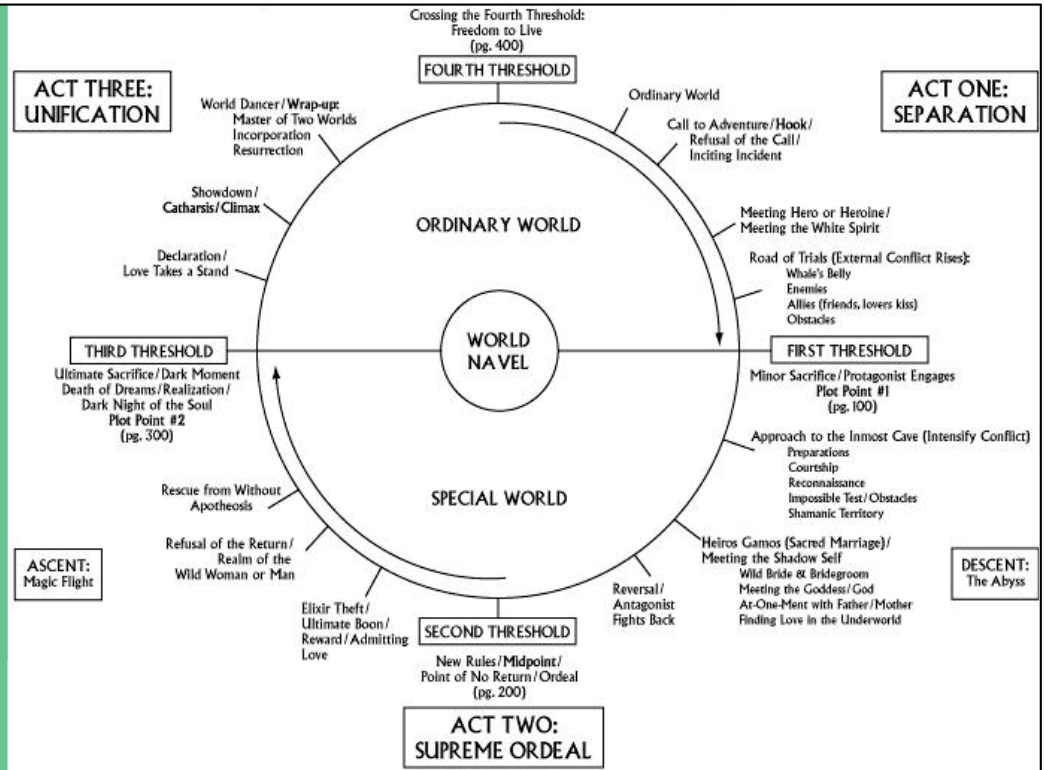 Crossing the Fourth Threshold:
Freedom to Live
(pg. 400)
FOURTH THRESHOLD
ACT THREE:
UNIFICATION
ACT ONE:
SEPARATION
Ordinary World
Call to Adventure/Hook/
Refusal of the Call/
Inciting Incident
Meeting Hero or Heroine/
Meeting the White Spirit
Road of Trials (External Conflict Rises):
Whale's Belly
Enemies
Allies (friends, lovers kiss)
Obstacles
FIRST THRESHOLD
Minor Sacrifice/Protagonist Engages
Plot Point #1
(pg. 100)
Approach to the Inmost Cave (Intensify Conflict)
Preparations
Courtship
Reconnaissance
Impossible Test/Obstacles
Shamanic Territory
Heiros Gamos (Sacred Marriage)/
Meeting the Shadow Self
Wild Bride & Bridegroom
Meeting the Goddess/God
At-One-Ment with Father/Mother
Finding Love in the Underworld
DESCENT:
The Abyss
Reversal/
Antagonist
Fights Back
SECOND THRESHOLD
New Rules/Midpoint/
Point of No Return/Ordeal
(pg. 200)
ACT TWO:
SUPREME ORDEAL
Elixir Theft/
Ultimate Boon/
Reward/Admitting
Love
Refusal of the Return/
Realm of the
Wild Woman or Man
Rescue from Without
Apotheosis
ASCENT:
Magic Flight
THIRD THRESHOLD
Ultimate Sacrifice/Dark Moment
Death of Dreams/Realization/
Dark Night of the Soul
Plot Point #2
(pg. 300)
Declaration/
Love Takes a Stand
Showdown/
Catharsis/Climax
World Dancer/Wrap-up:
Master of Two Worlds
Incorporation
Resurrection
ORDINARY WORLD
WORLD
NAVEL
SPECIAL WORLD